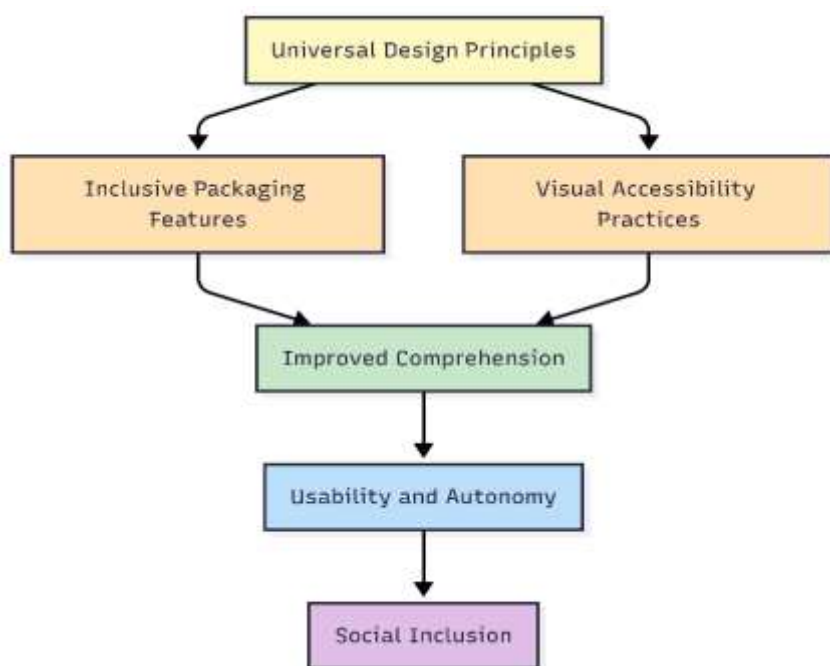 Universal Design Principles
Inclusive Packaging
Features
Visual Accessibility
Practices
Improved Comprehension
Usability and Autonomy
Social Inclusion